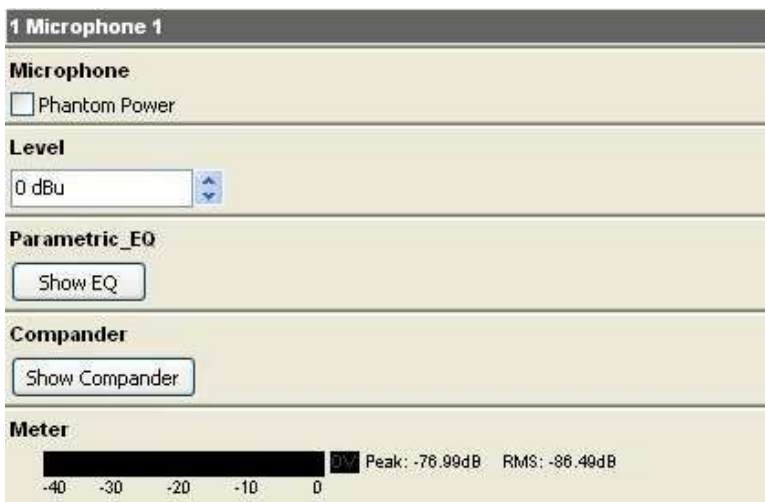 1 Microphone 1
Microphone
Phantom Power
Level
0 dBu
Parametric_EQ
Show EQ
Compander
Show Compander
Meter
OV Peak: -76.99dB RMS: -86.49dB
-40 -30 -20 -10 0